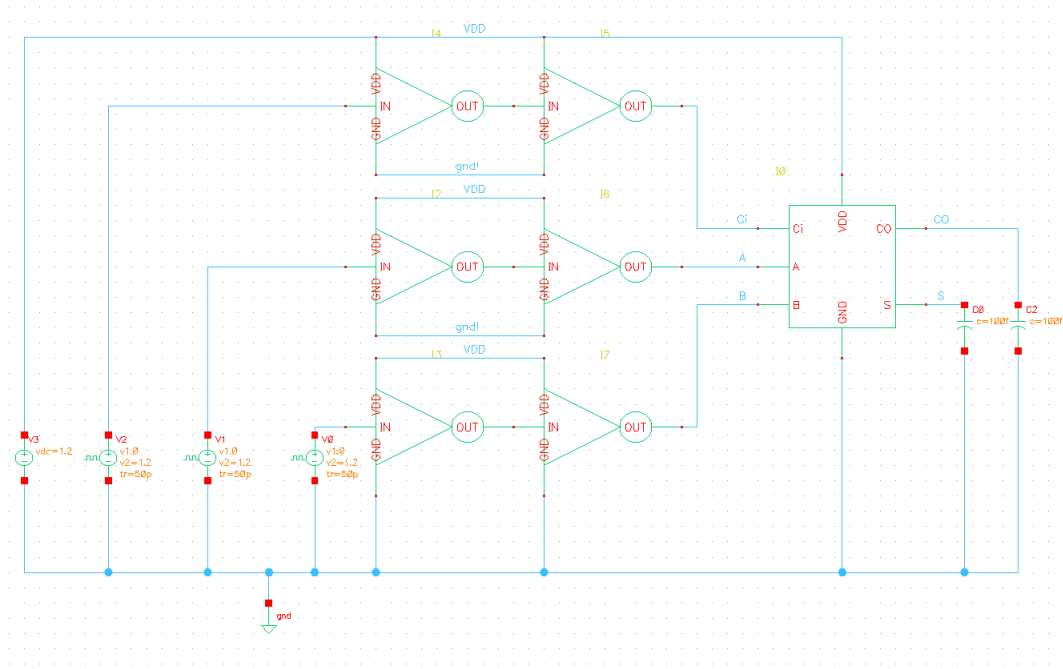 I4
VDD
I5
VDD
IN
GND
OUT
VDD
IN
GND
OUT
gnd!
I2
VDD
I6
VDD
IN
GND
OUT
VDD
IN
GND
OUT
gnd!
I3
VDD
I7
VDD
IN
GND
OUT
VDD
IN
GND
OUT
I0
Ci
A
B
Ci
A
B
VDD
GND
CO
S
CO
S
C0
c=100f
C2
c=100f
V3
vdc=1.2
V2
v1:0
v2=1.2
tr=50p
V1
v1:0
v2=1.2
tr=50p
V0
v1:0
v2=1.2
tr=50p
gnd